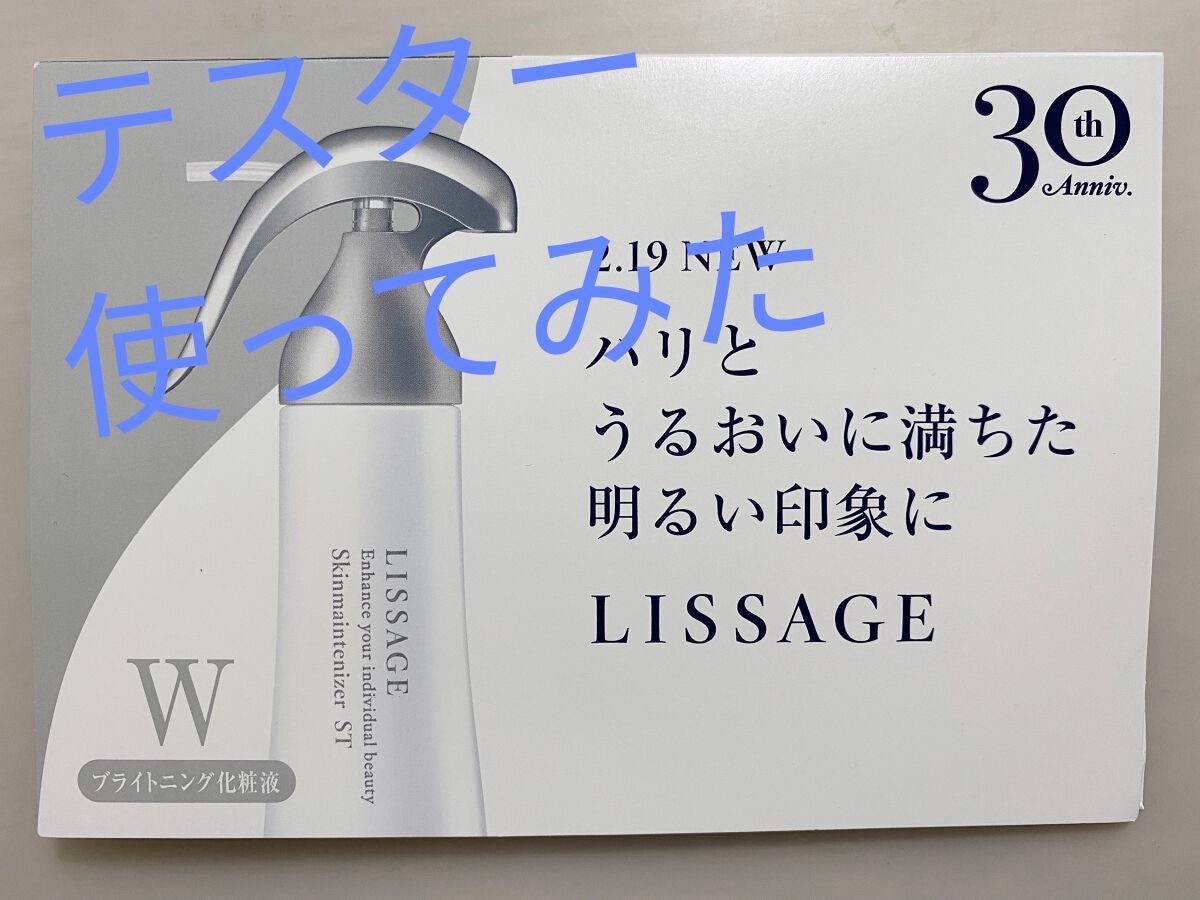 テスター
使ってみた
30th
Anniv.
2.19 NEW
ハリと
うるおいに満ちた
明るい印象に
LISSAGE
LISSAGE
Enhance your individual beauty
Skinmaintenizer ST
W
ブライトニング化粧液